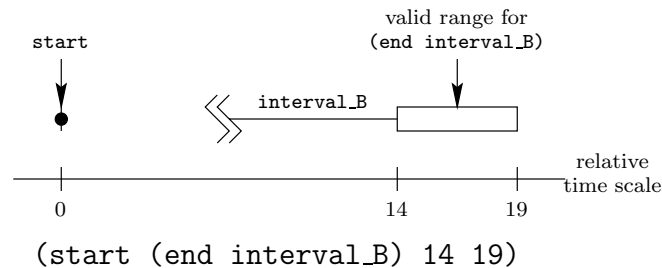 valid range for
start
(end interval_B)
interval_B
relative
time scale
0
14
19
(start (end interval_B) 14 19)